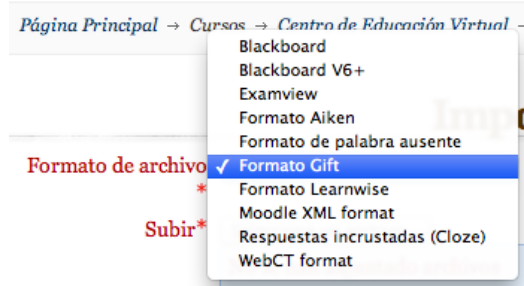 Página Principal → Cursos → Centro de Educación Virtual →
Blackboard
Blackboard V6+
Examview
Formato Aiken
Formato de palabra ausente
Formato de archivo
✓ Formato Gift
*
Formato Learnwise
Moodle XML format
Subir*
Respuestas incrustadas (Cloze)
WebCT format